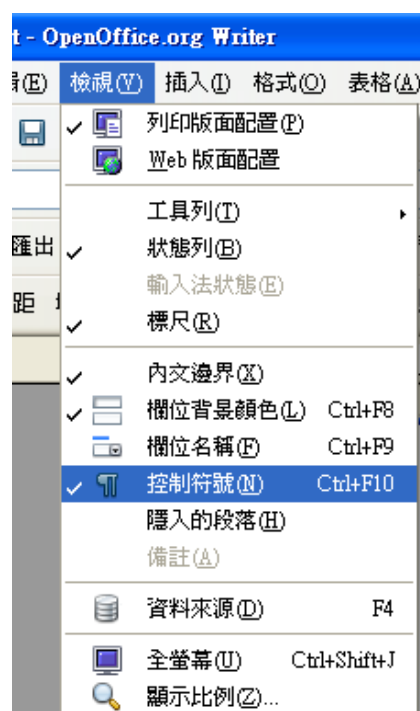 t - OpenOffice.org Writer
(E) 檢視(V) 插入(I) 格式(O) 表格(A)
列印版面配置(P)
Web 版面配置
工具列(T)
匯出
狀態列(B)
輸入法狀態(E)
距
標尺(R)
內文邊界(X)
欄位背景顏色(L) Ctrl+F8
欄位名稱(F) Ctrl+F9
控制符號(N) Ctrl+F10
隱入的段落(H)
備註(A)
資料來源(D) F4
全螢幕(U) Ctrl+Shift+J
顯示比例(Z)...